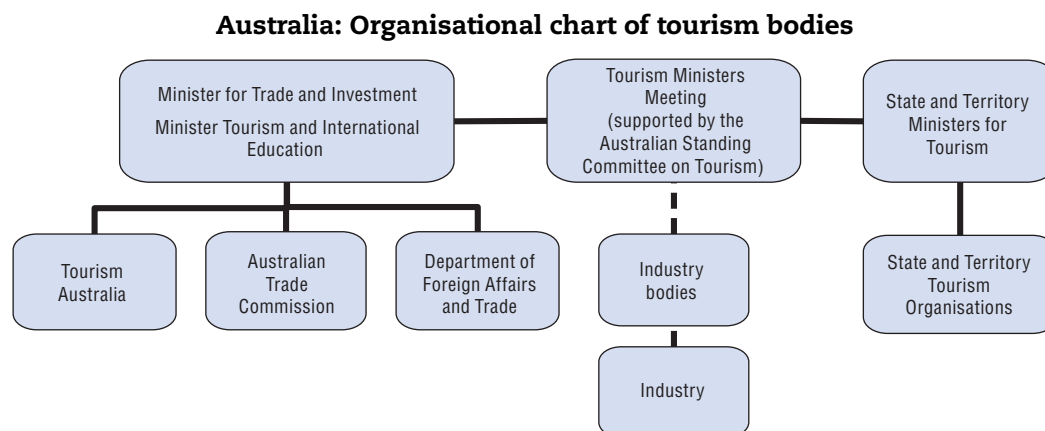 Australia: Organisational chart of tourism bodies
Minister for Trade and Investment
Minister Tourism and International
Education
Tourism Ministers
Meeting
(supported by the
Australian Standing
Committee on Tourism)
State and Territory
Ministers for
Tourism
Tourism
Australia
Australian
Trade
Commission
Department of
Foreign Affairs
and Trade
Industry
bodies
State and Territory
Tourism
Organisations
Industry